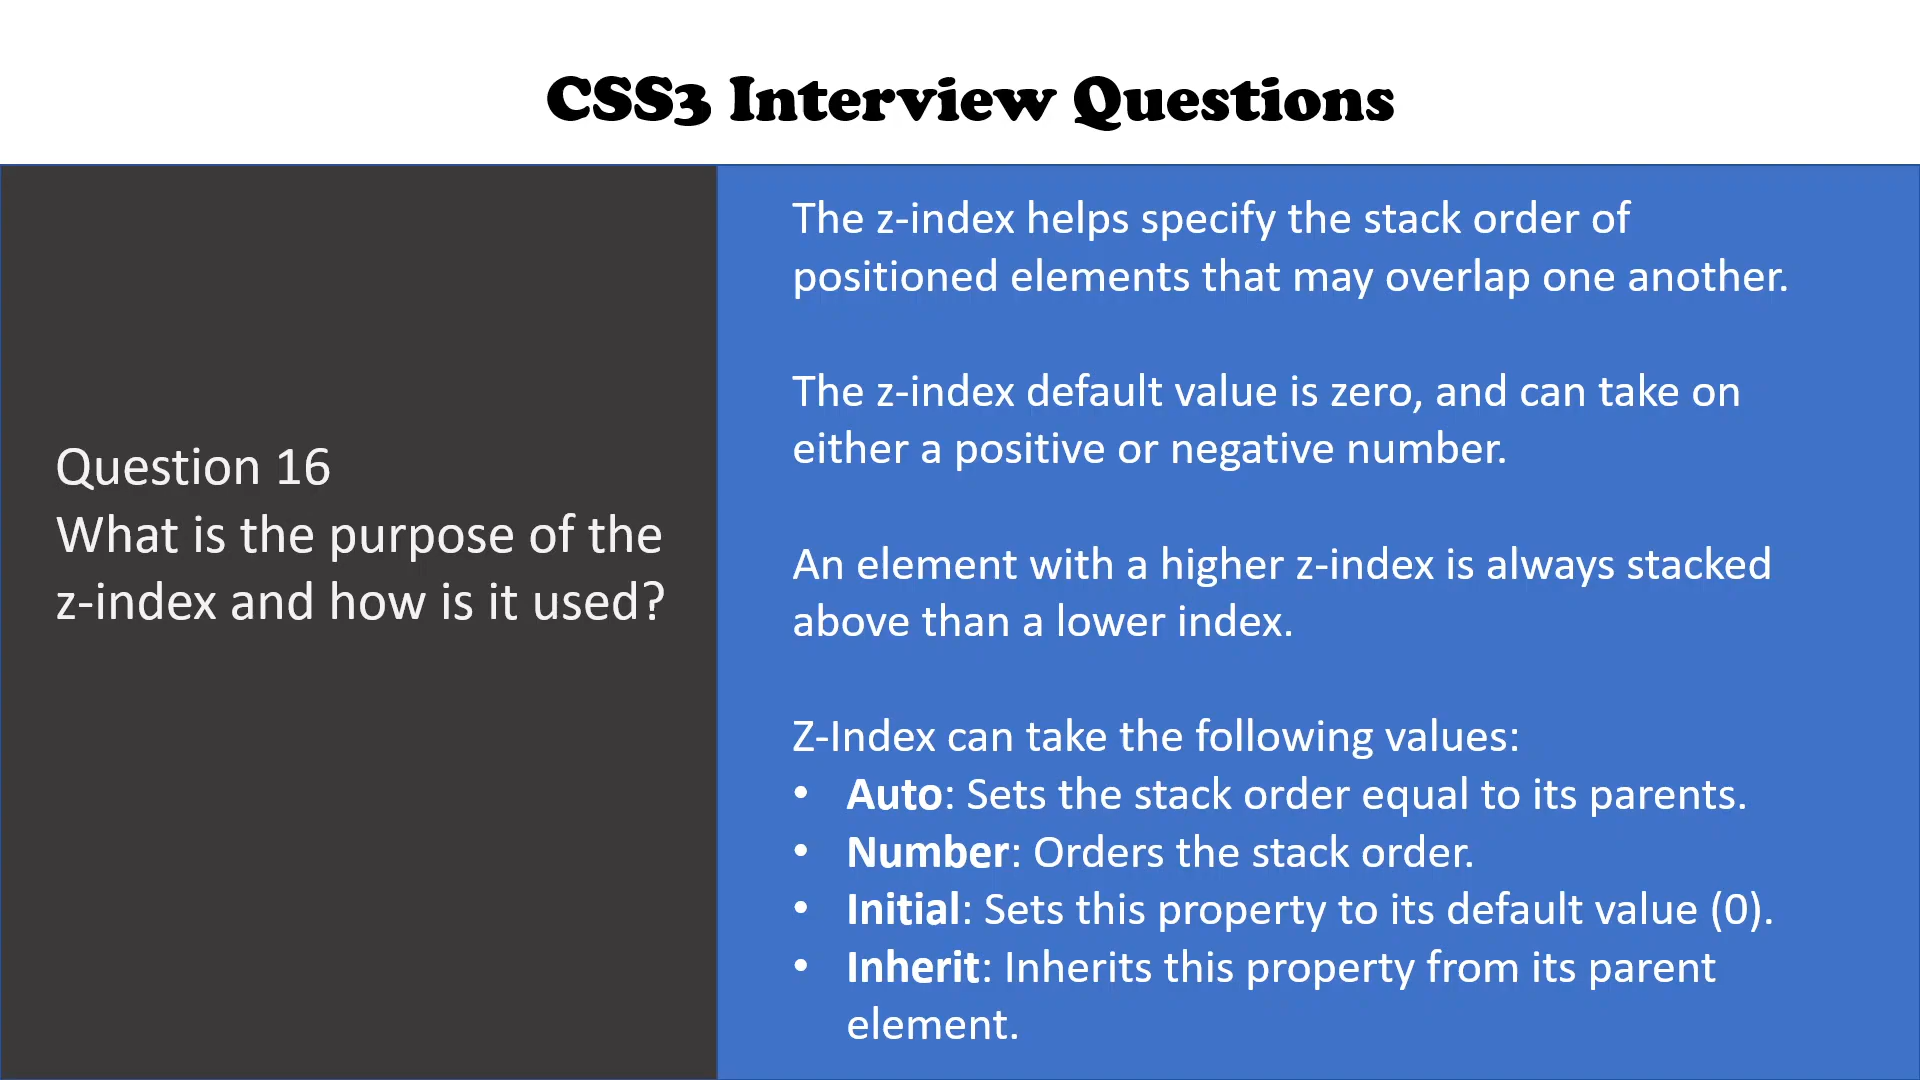 CSS3 Interview Questions
Question 16
What is the purpose of the
z-index and how is it used?
The z-index helps specify the stack order of
positioned elements that may overlap one another.
The z-index default value is zero, and can take on
either a positive or negative number.
An element with a higher z-index is always stacked
above than a lower index.
Z-Index can take the following values:
• Auto: Sets the stack order equal to its parents.
• Number: Orders the stack order.
• Initial: Sets this property to its default value (0).
• Inherit: Inherits this property from its parent
element.